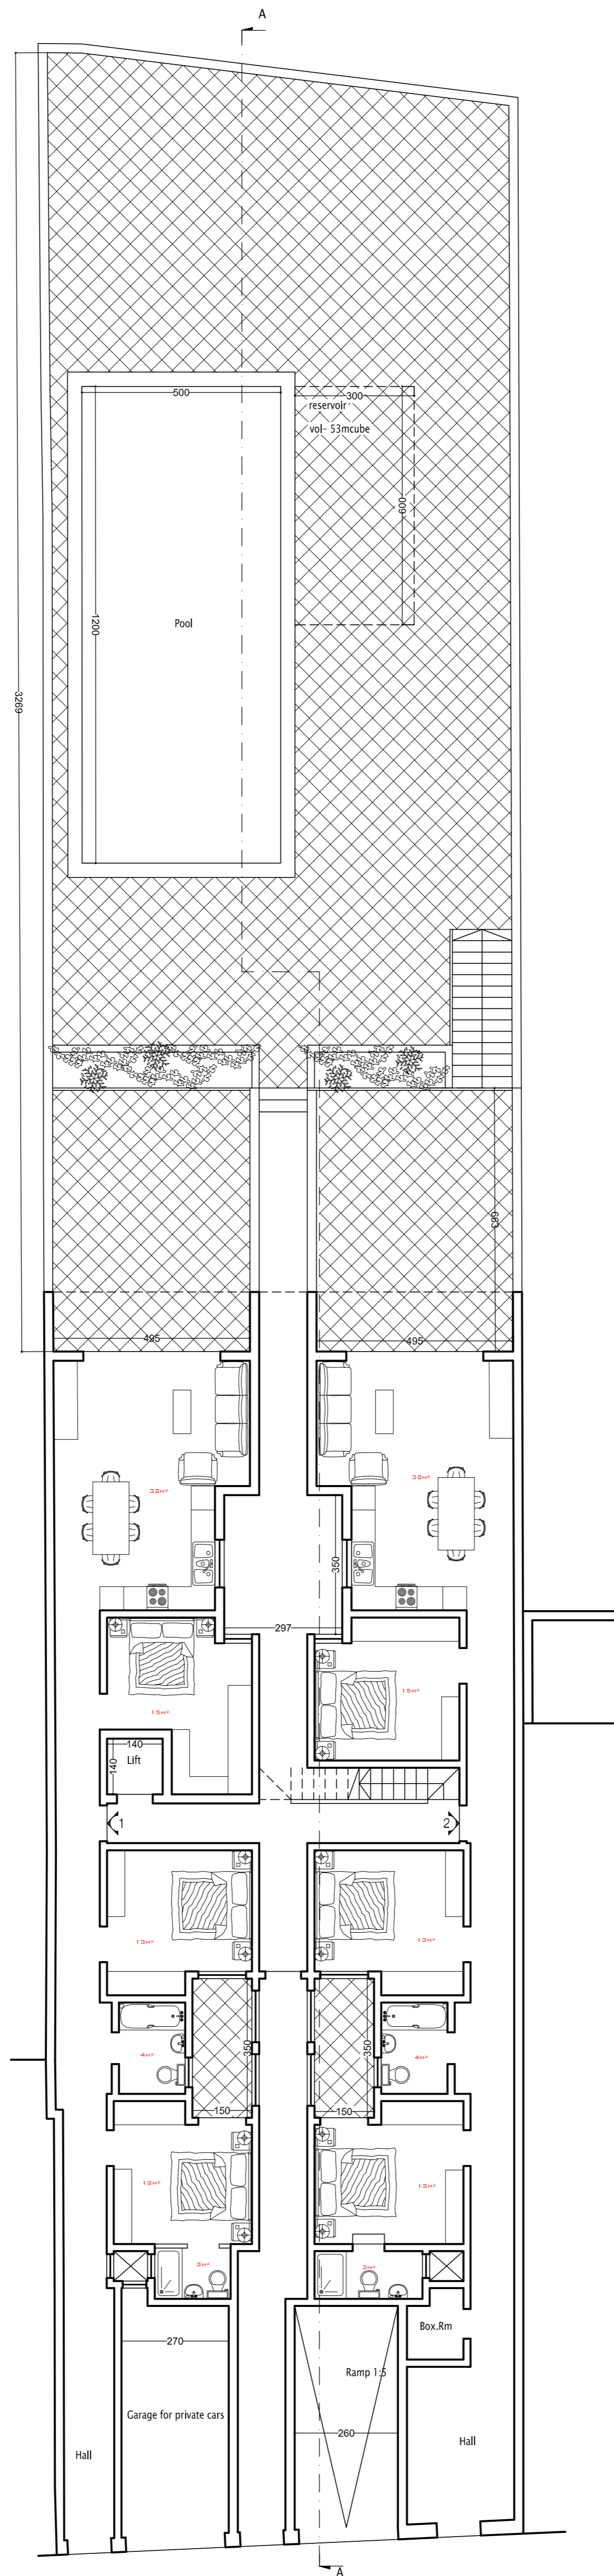 A
500
300
reservoir
vol- 53mcube
600
1200
Pool
3269
663
495
495
32M²
32M²
350
297
15M²
15M²
140
Lift
140
1
2
13M²
13M²
350
350
4M²
4M²
150
150
12M²
12M²
3M²
3M²
Box.Rm
270
Ramp 1:5
Garage for private cars
260
Hall
Hall
A